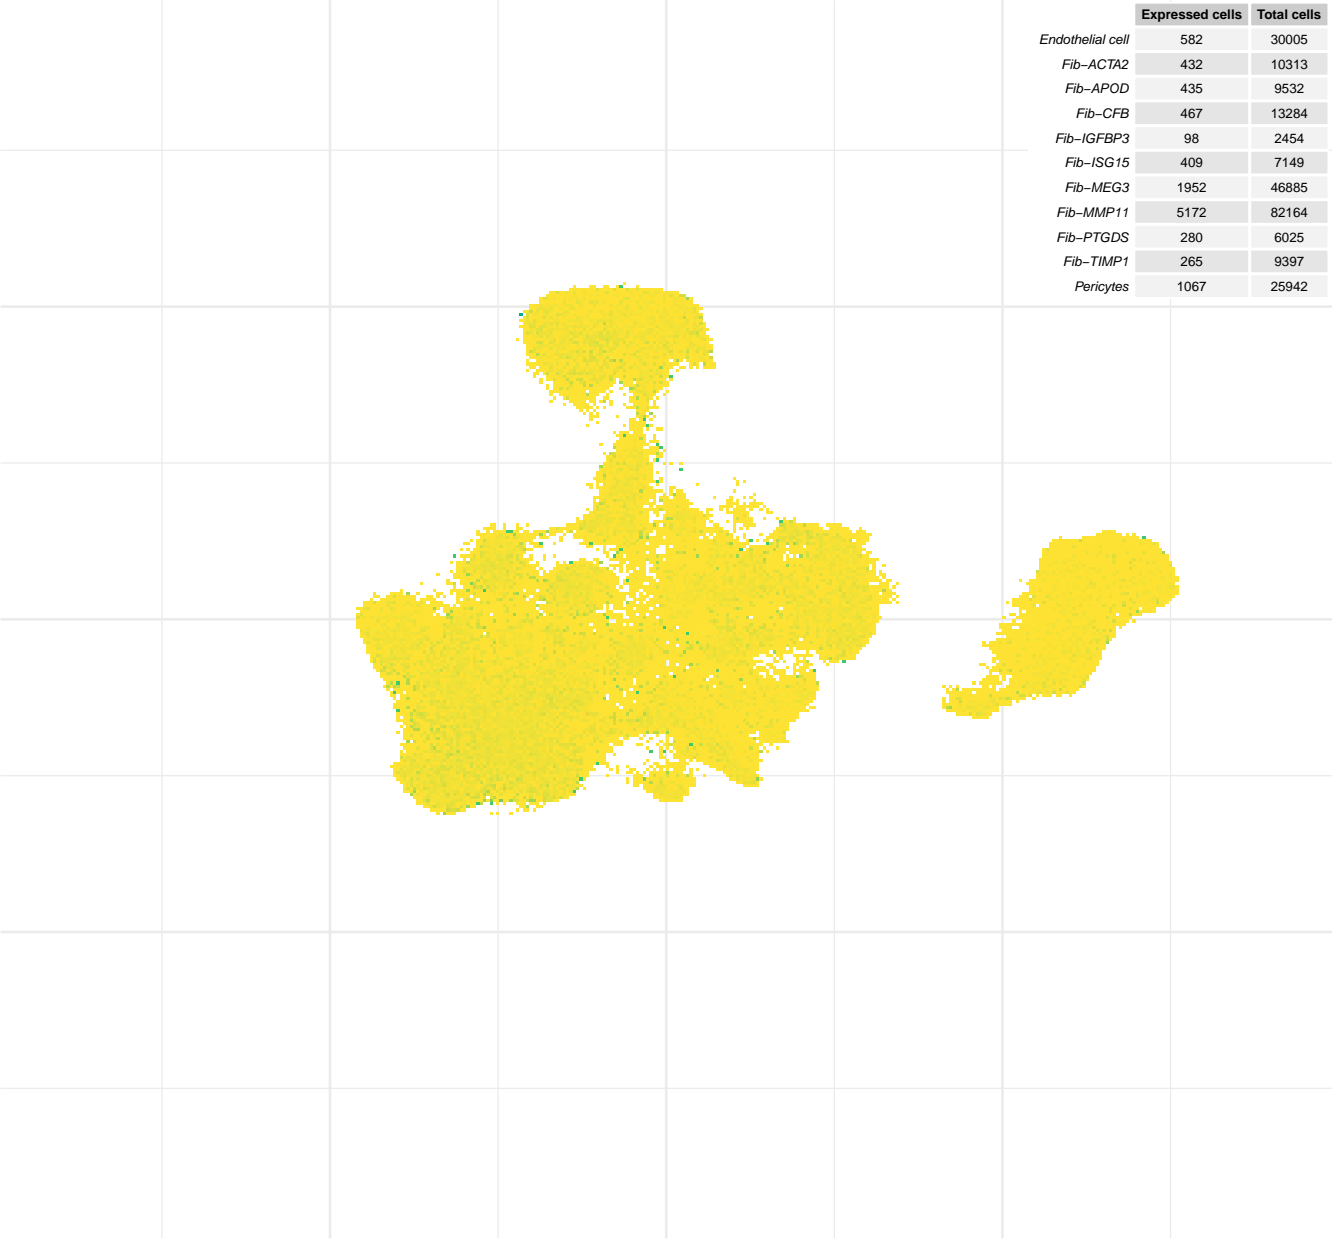 Expressed cells Total cells
Endothelial cell 582 30005
Fib−ACTA2 432 10313
Fib−APOD 435 9532
Fib−CFB 467 13284
Fib−IGFBP3 98 2454
Fib−ISG15 409 7149
Fib−MEG3 1952 46885
Fib−MMP11 5172 82164
Fib−PTGDS 280 6025
Fib−TIMP1 265 9397
Pericytes 1067 25942